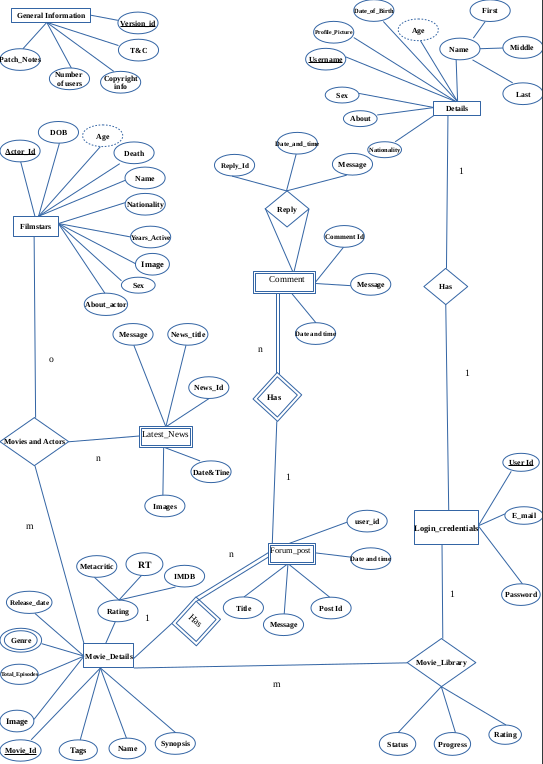 General Information
Version_id
T&C
Patch_Notes
Number
of users
Copyright
info
Date_of_Birth
First
Profile_Picture
Age
Name
Middle
Username
Last
Sex
Details
About
Nationality
DOB
Age
Actor_Id
Death
Name
Nationality
Filmstars
Years_Active
Image
Sex
About_actor
Date_and_time
Reply_Id
Message
Reply
Comment Id
Comment
Message
Date and time
1
Has
1
n
Has
1
o
Message
News_title
News_Id
Latest_News
Movies and Actors
n
Date&Tine
Images
m
User Id
E_mail
Login_credentials
Password
user_id
Forum_post
Date and time
n
Title
Message
Post Id
Has
1
Metacritic
RT
IMDB
Release_date
Rating
Genre
Total_Episodes
Movie_Details
1
Movie_Library
m
Image
Movie_Id
Tags
Name
Synopsis
Status
Progress
Rating